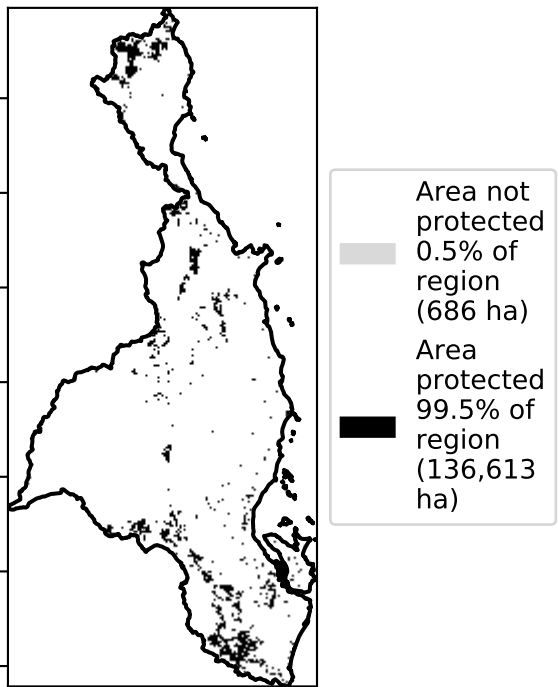 Area not
protected
0.5% of
region
(686 ha)
Area
protected
99.5% of
region
(136,613
ha)